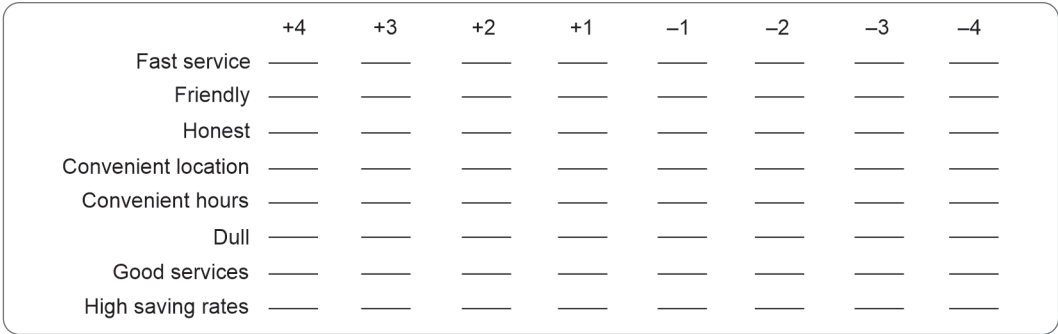 +4 +3 +2 +1 –1 –2 –3 –4
Fast service
Friendly
Honest
Convenient location
Convenient hours
Dull
Good services
High saving rates